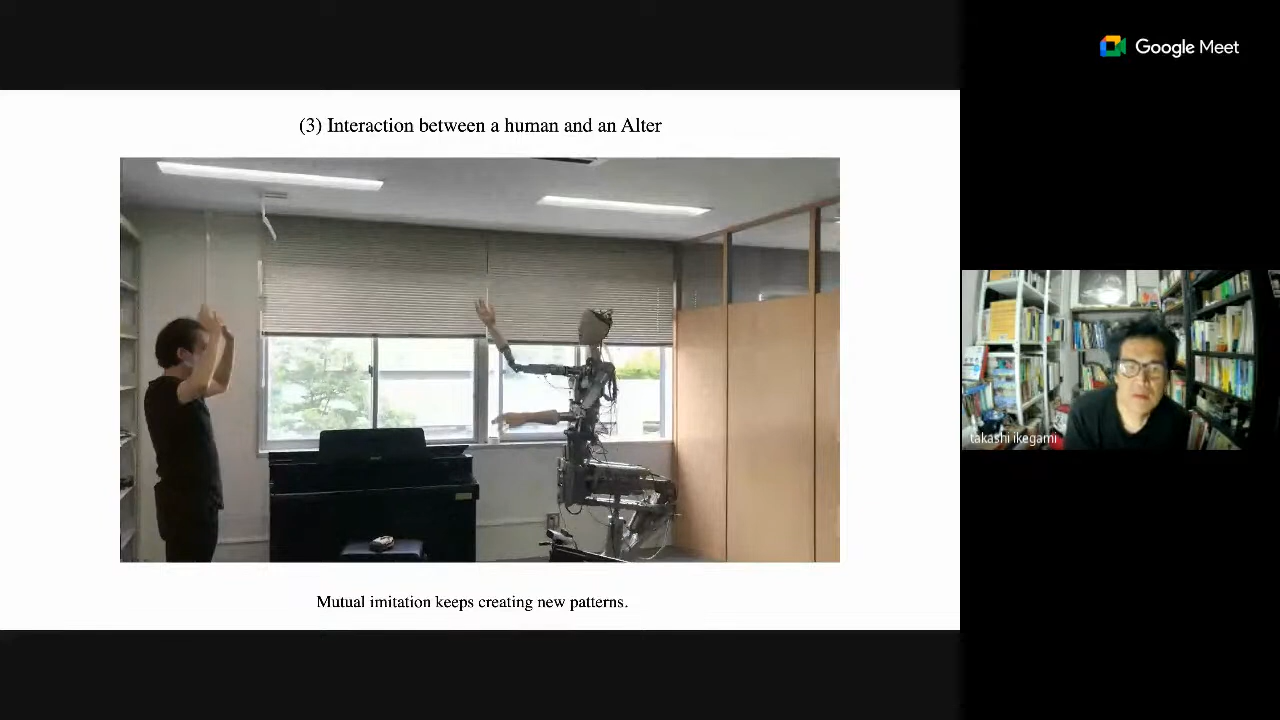 Google Meet
(3) Interaction between a human and an Alter
takashi ikegami
Mutual imitation keeps creating new patterns.